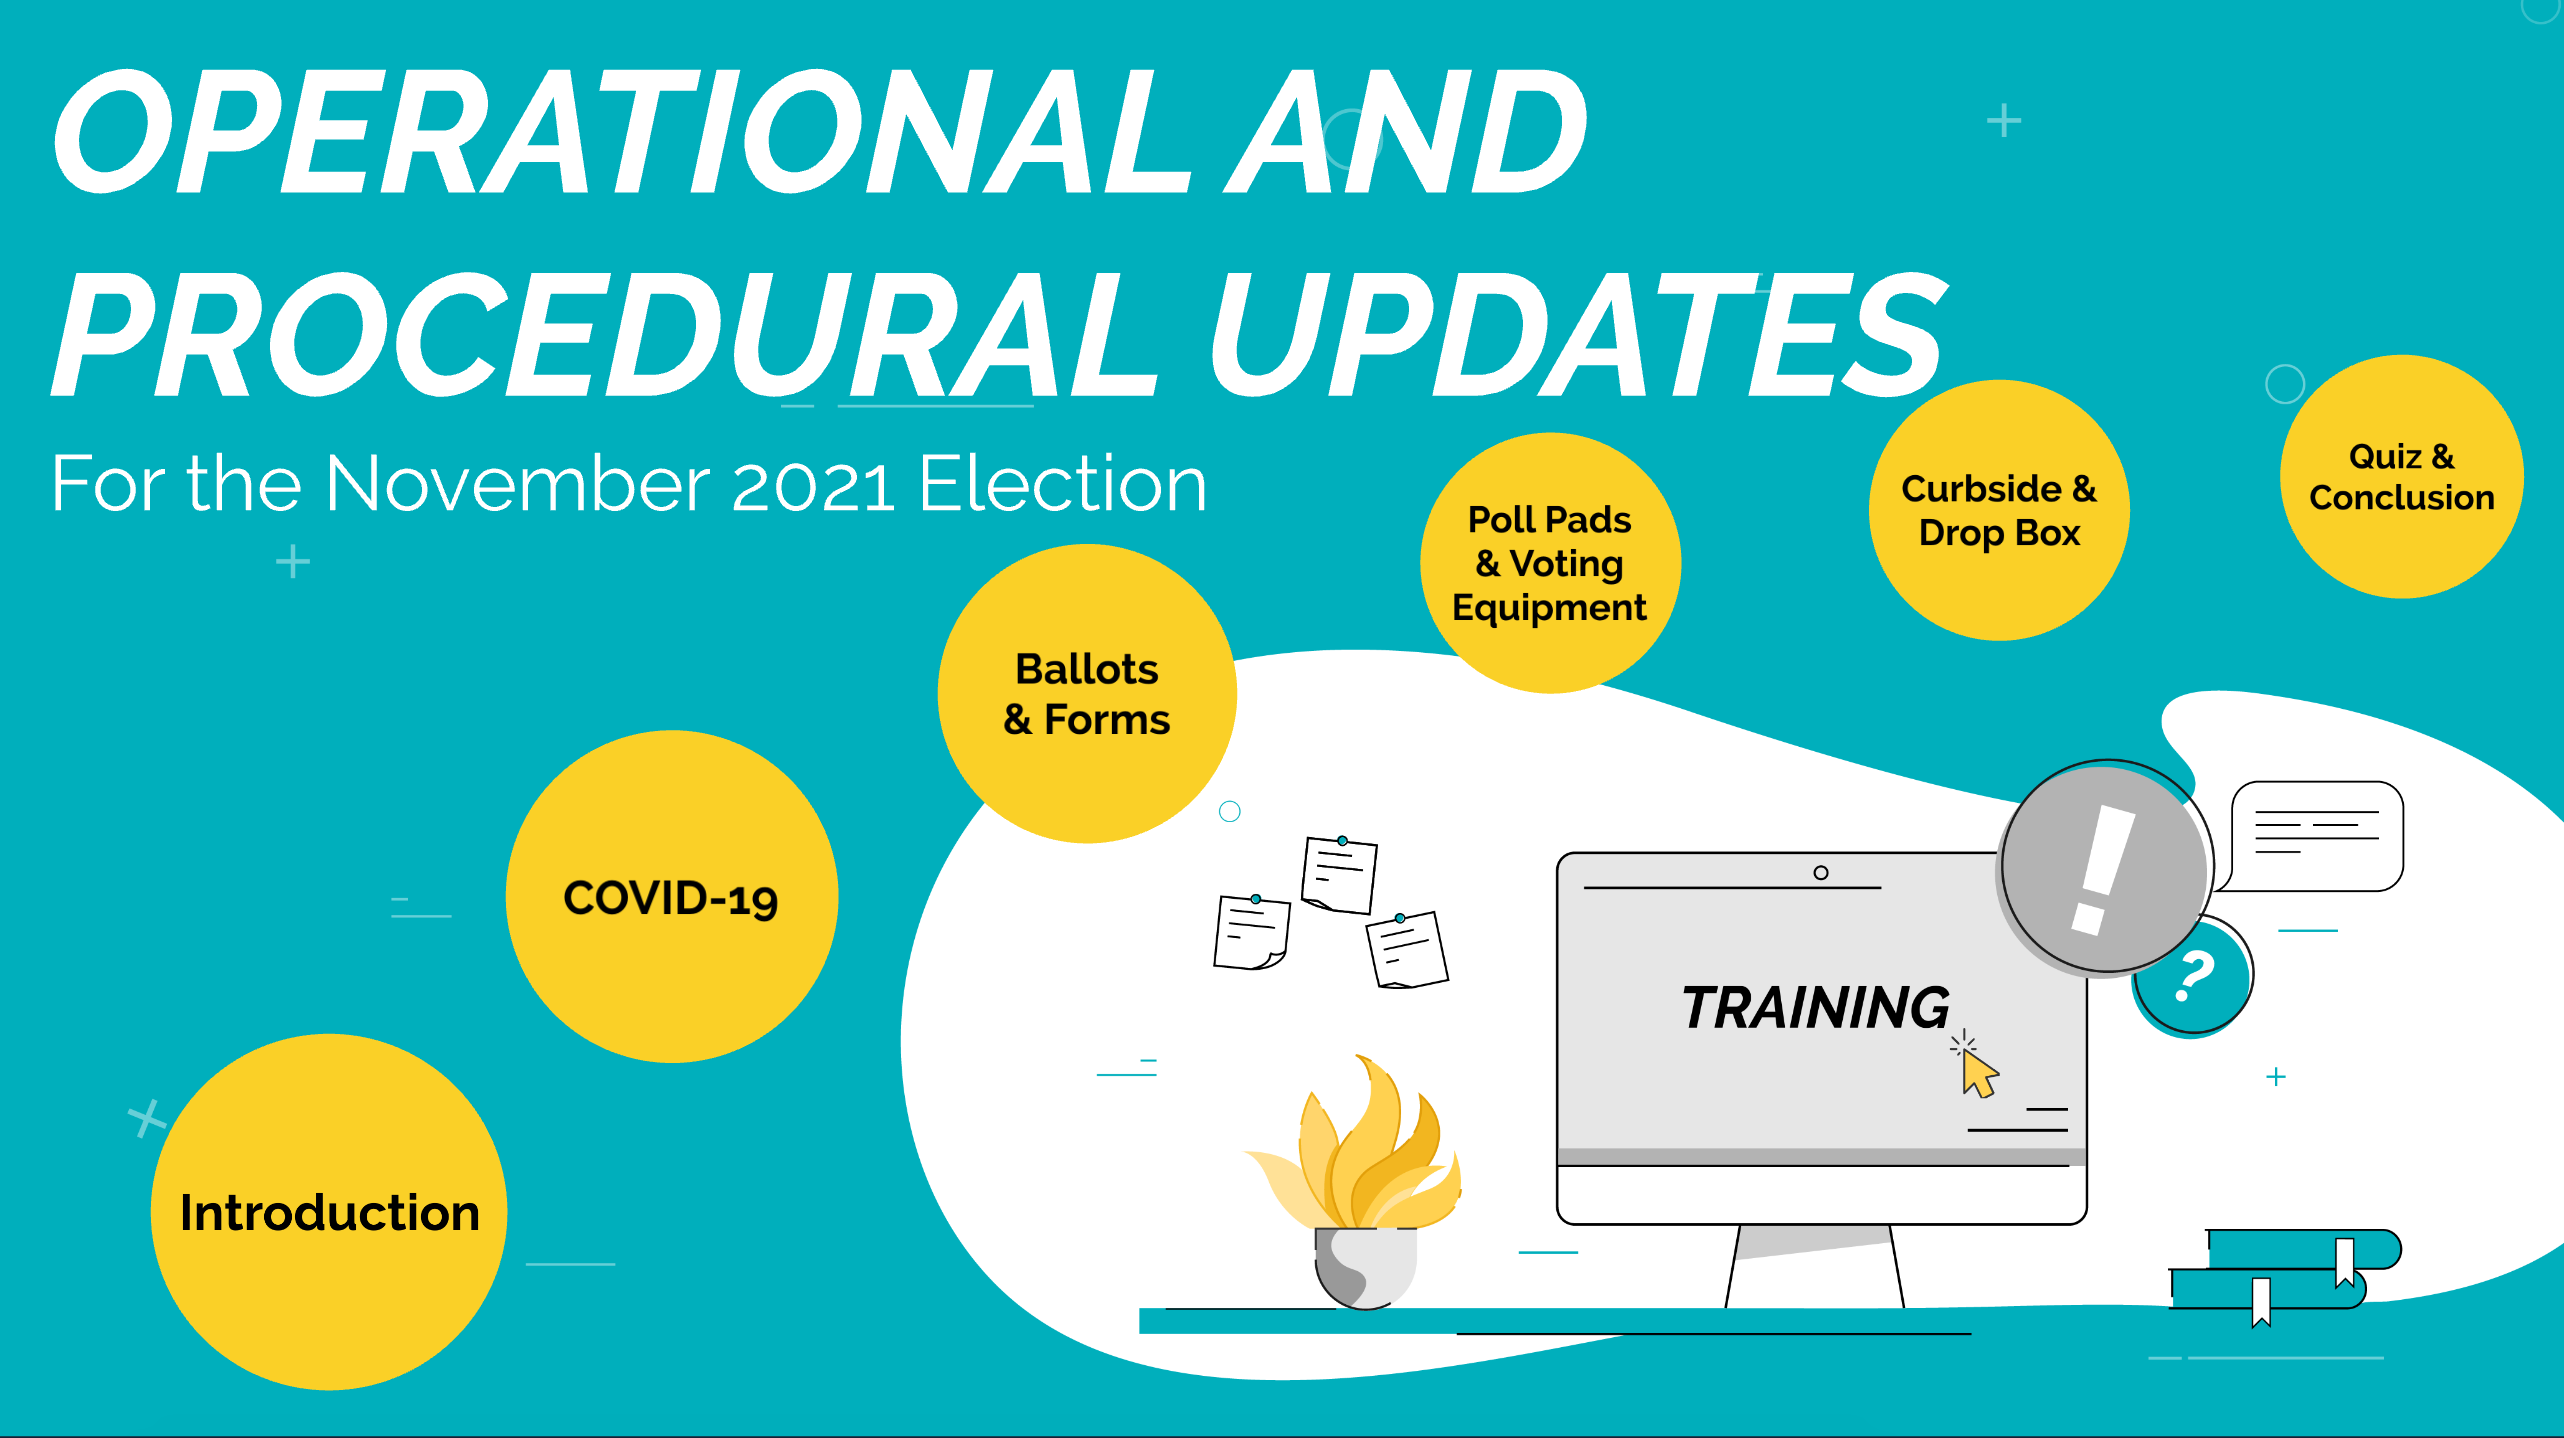 OPERATIONAL AND
PROCEDURAL UPDATES
For the November 2021 Election
Introduction
COVID-19
Ballots
& Forms
Poll Pads
& Voting
Equipment
Curbside &
Drop Box
Quiz &
Conclusion
TRAINING
!
?